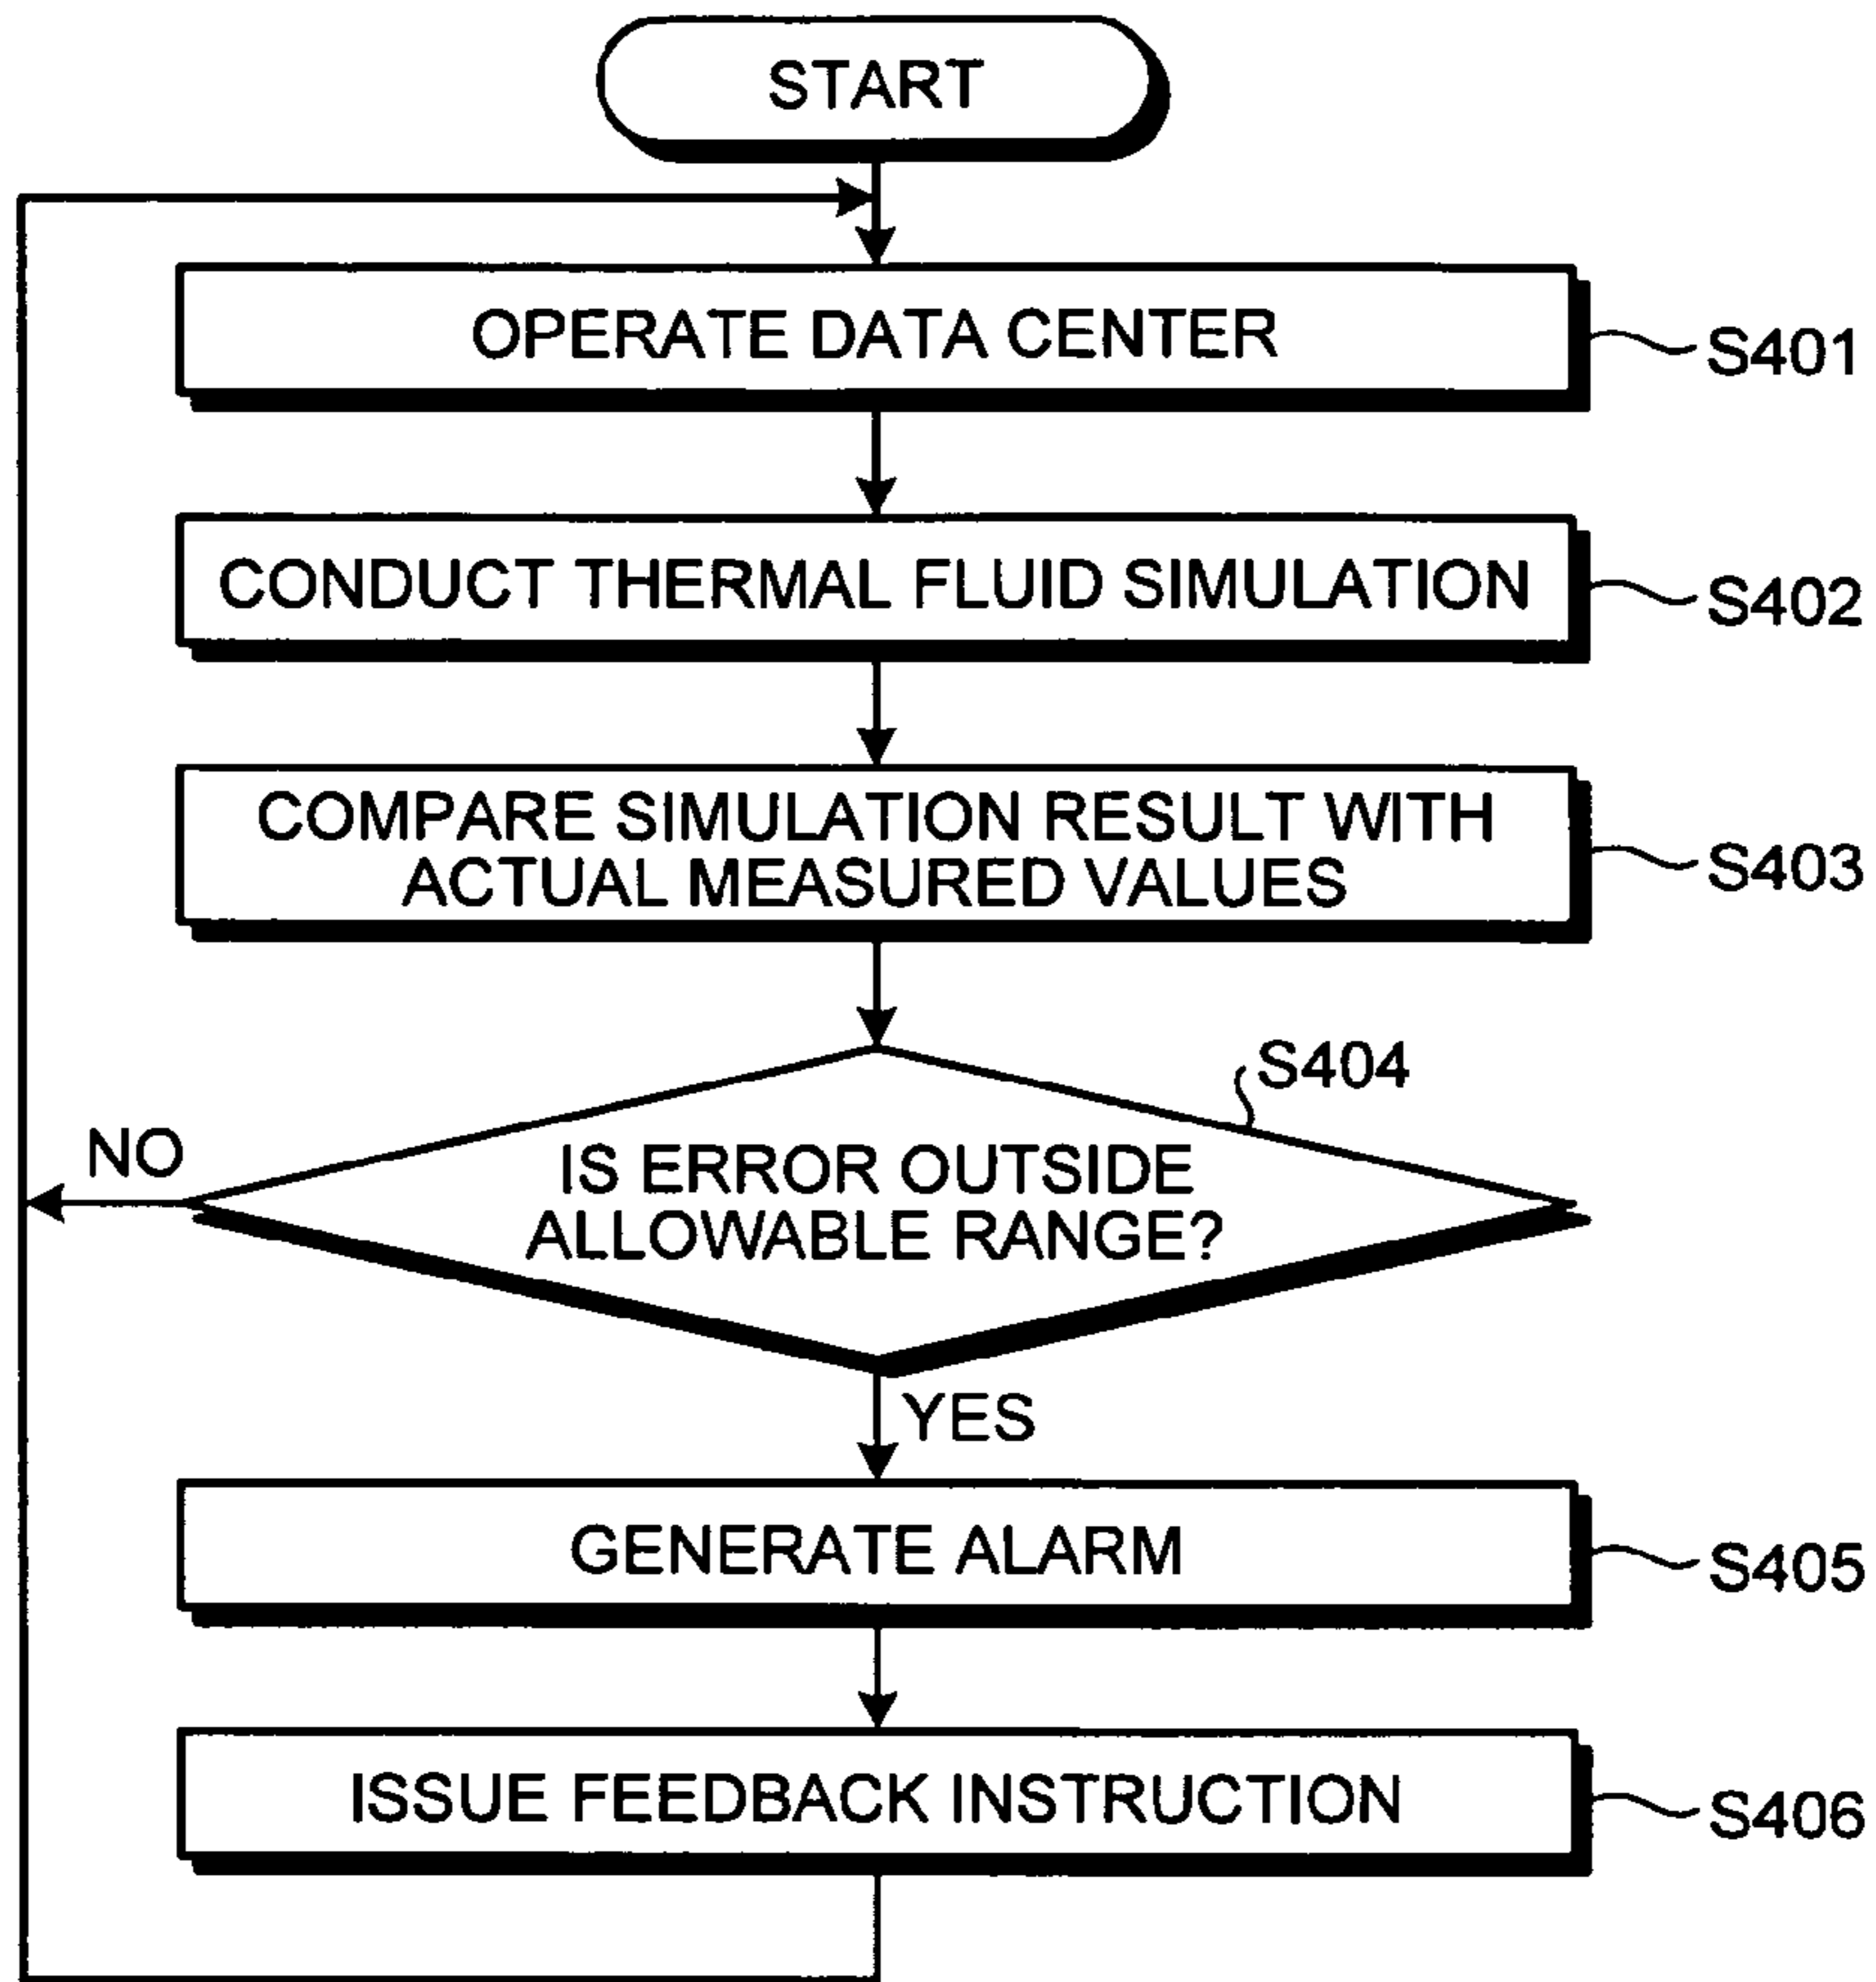 START
OPERATE DATA CENTER
S401
CONDUCT THERMAL FLUID SIMULATION
S402
COMPARE SIMULATION RESULT WITH
ACTUAL MEASURED VALUES
S403
S404
IS ERROR OUTSIDE
ALLOWABLE RANGE?
NO
YES
GENERATE ALARM
S405
ISSUE FEEDBACK INSTRUCTION
S406